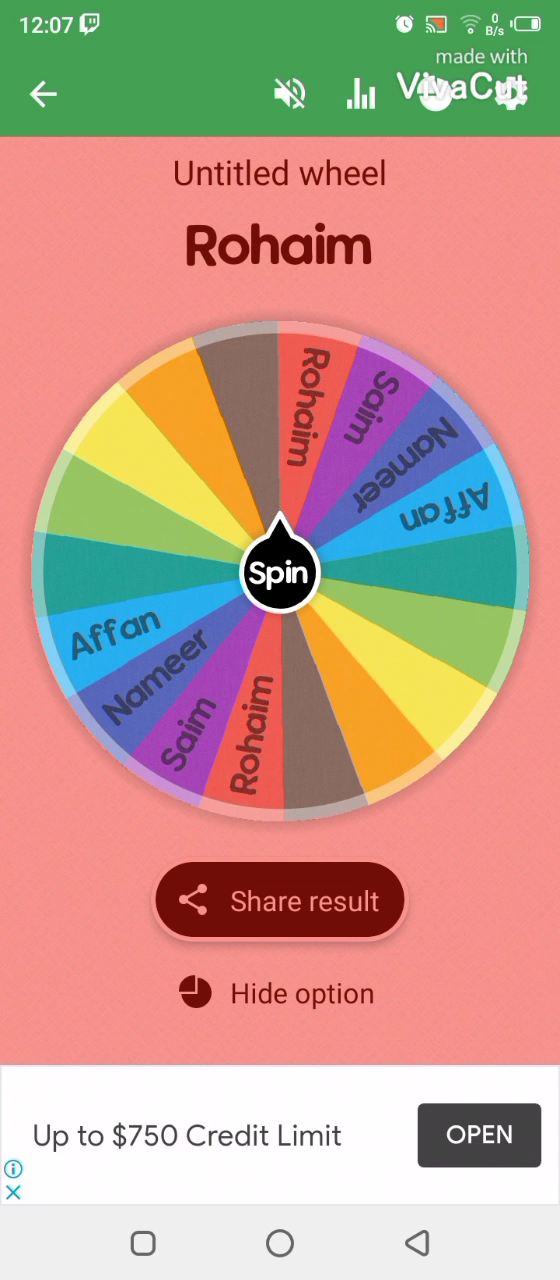 12:07
0
B/s
made with
VivaCut
Untitled wheel
Rohaim
Rohaim
Saim
Nameer
Affan
Spin
Affan
Nameer
Saim
Rohaim
Share result
Hide option
Up to $750 Credit Limit
OPEN